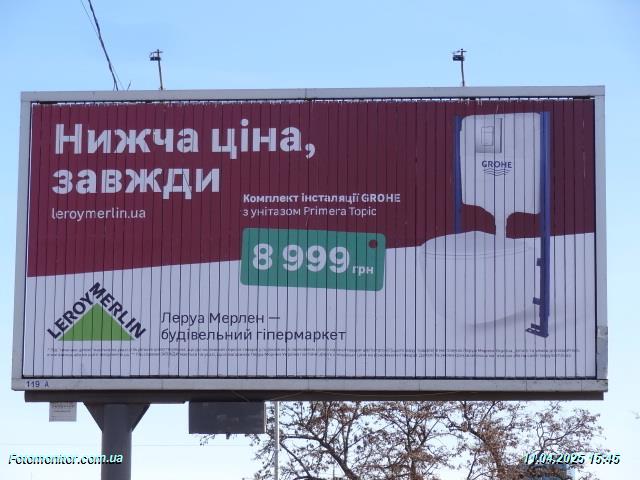 Нижча ціна,
завжди
leroymerlin.ua
Комплект інсталяції GROHE
з унітазом Primera Topic
GROHE
8 999 грн
LEROY MERLIN
Леруа Мерлен —
будівельний гіпермаркет
119 A
Fotomonitor.com.ua
11.04.2025 15:45